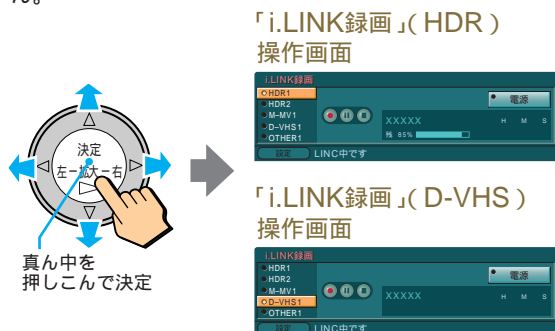 「i.LINK録画」(HDR)
操作画面
i.LINK録画
HDR1
HDR2
M-MV1
D-VHS1
OTHER1
電源
XXXXX
H M S
残 85%
設定
LINC中です
決定
左－拡大－右
真ん中を
押しこんで決定
「i.LINK録画」(D-VHS)
操作画面
i.LINK録画
HDR1
HDR2
M-MV1
D-VHS1
OTHER1
電源
XXXXX
H M S
設定
LINC中です